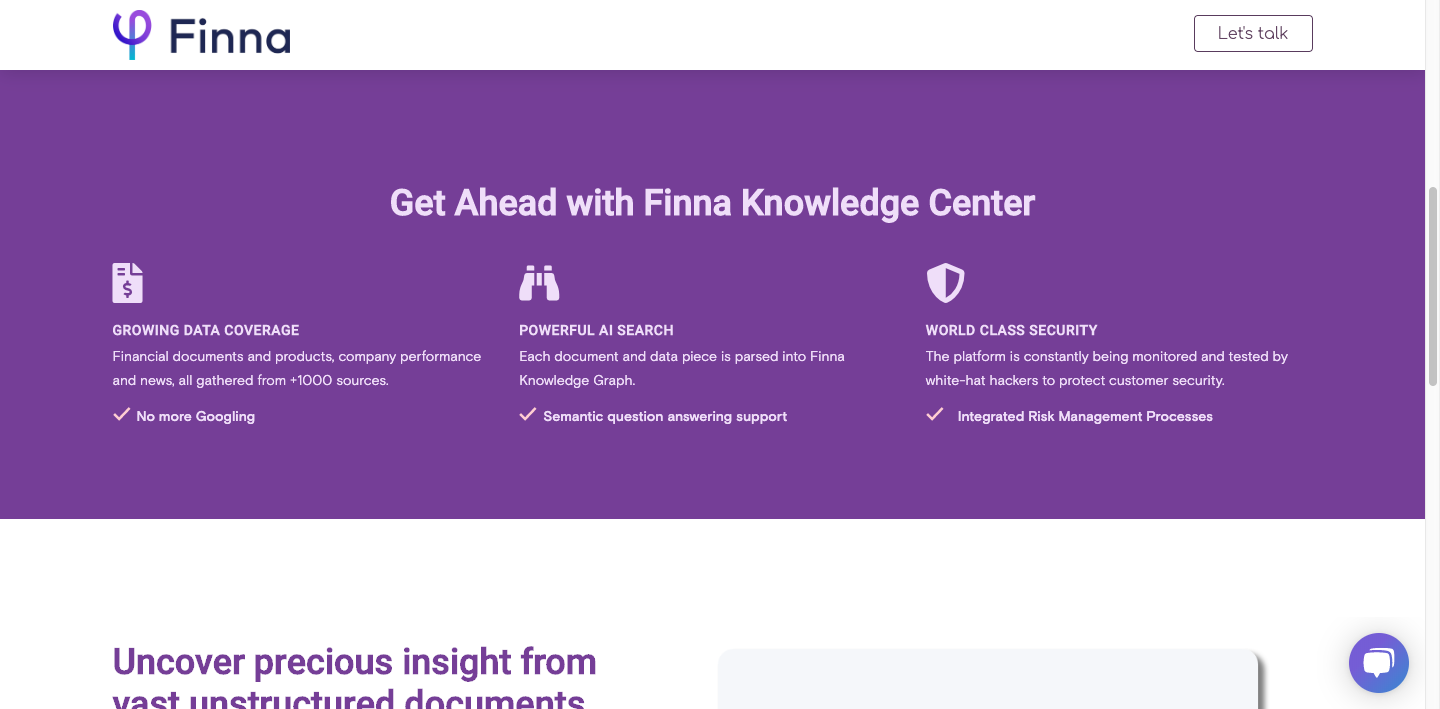 Finna
Let's talk
Get Ahead with Finna Knowledge Center
GROWING DATA COVERAGE
Financial documents and products, company performance
and news, all gathered from +1000 sources.
No more Googling
POWERFUL AI SEARCH
Each document and data piece is parsed into Finna
Knowledge Graph.
Semantic question answering support
WORLD CLASS SECURITY
The platform is constantly being monitored and tested by
white-hat hackers to protect customer security.
Integrated Risk Management Processes
Uncover precious insight from
vast unstructured documents